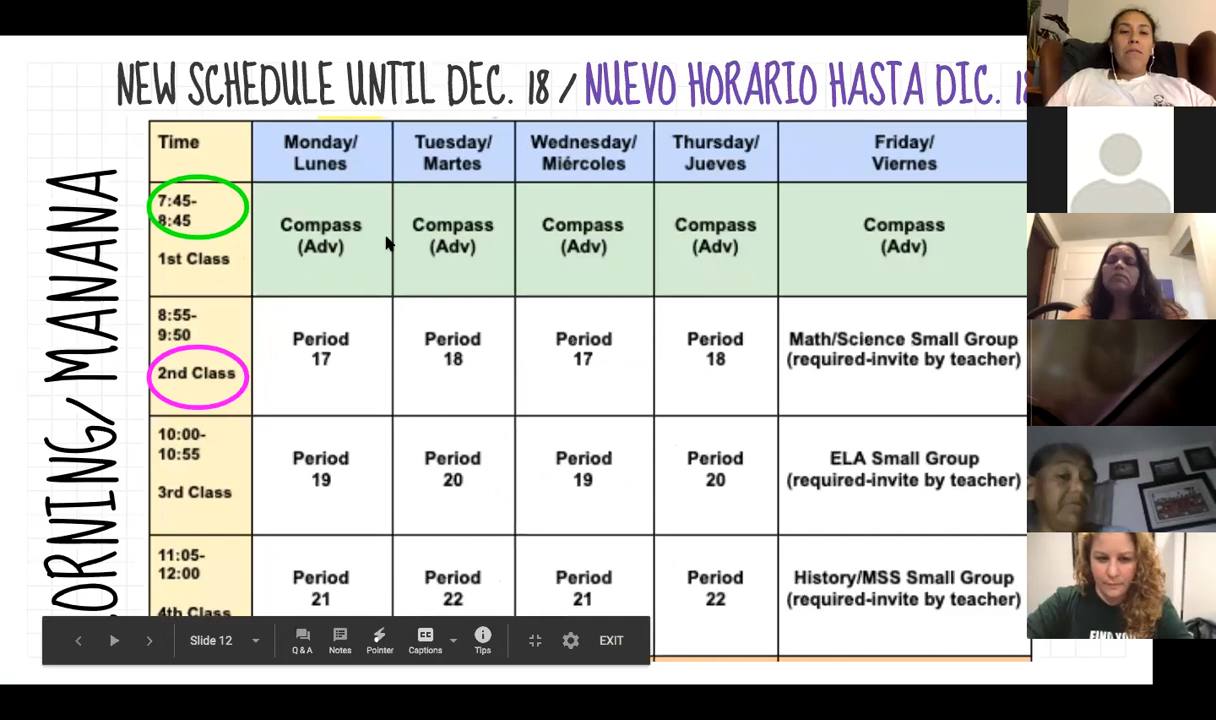 NEW SCHEDULE UNTIL DEC. 18 / NUEVO HORARIO HASTA DIC. 18
ORNING/ MANANA
Time
Monday/
Lunes
Tuesday/
Martes
Wednesday/
Miércoles
Thursday/
Jueves
Friday/
Viernes
7:45-
8:45
1st Class
Compass
(Adv)
Compass
(Adv)
Compass
(Adv)
Compass
(Adv)
Compass
(Adv)
8:55-
9:50
2nd Class
Period
17
Period
18
Period
17
Period
18
Math/Science Small Group
(required-invite by teacher)
10:00-
10:55
3rd Class
Period
19
Period
20
Period
19
Period
20
ELA Small Group
(required-invite by teacher)
11:05-
12:00
4th Class
Period
21
Period
22
Period
21
Period
22
History/MSS Small Group
(required-invite by teacher)
Slide 12
Q & A
Notes
Pointer
CC
Captions
Tips
EXIT
FIND YOU